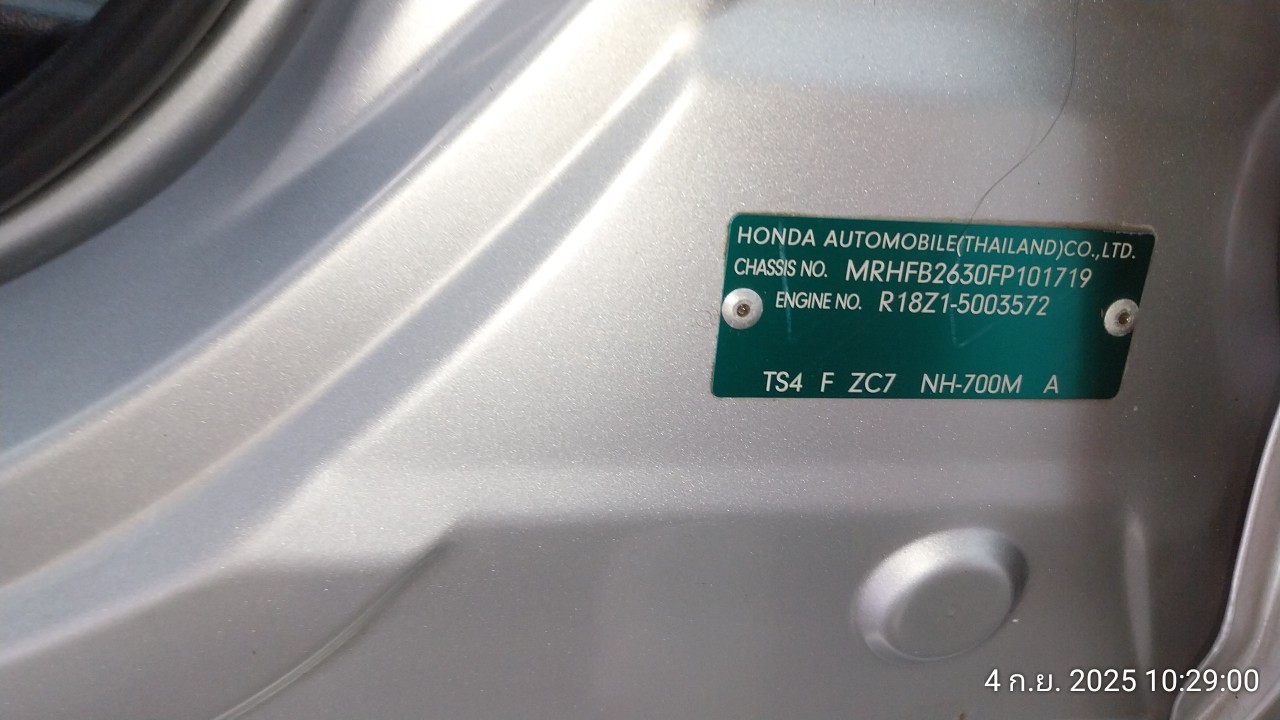 HONDA AUTOMOBILE(THAILAND)CO.,LTD.
CHASSIS NO. MRHFB2630FP101719
ENGINE NO. R18Z1-5003572
TS4 F ZC7 NH-700M A
4 ก.ย. 2025 10:29:00